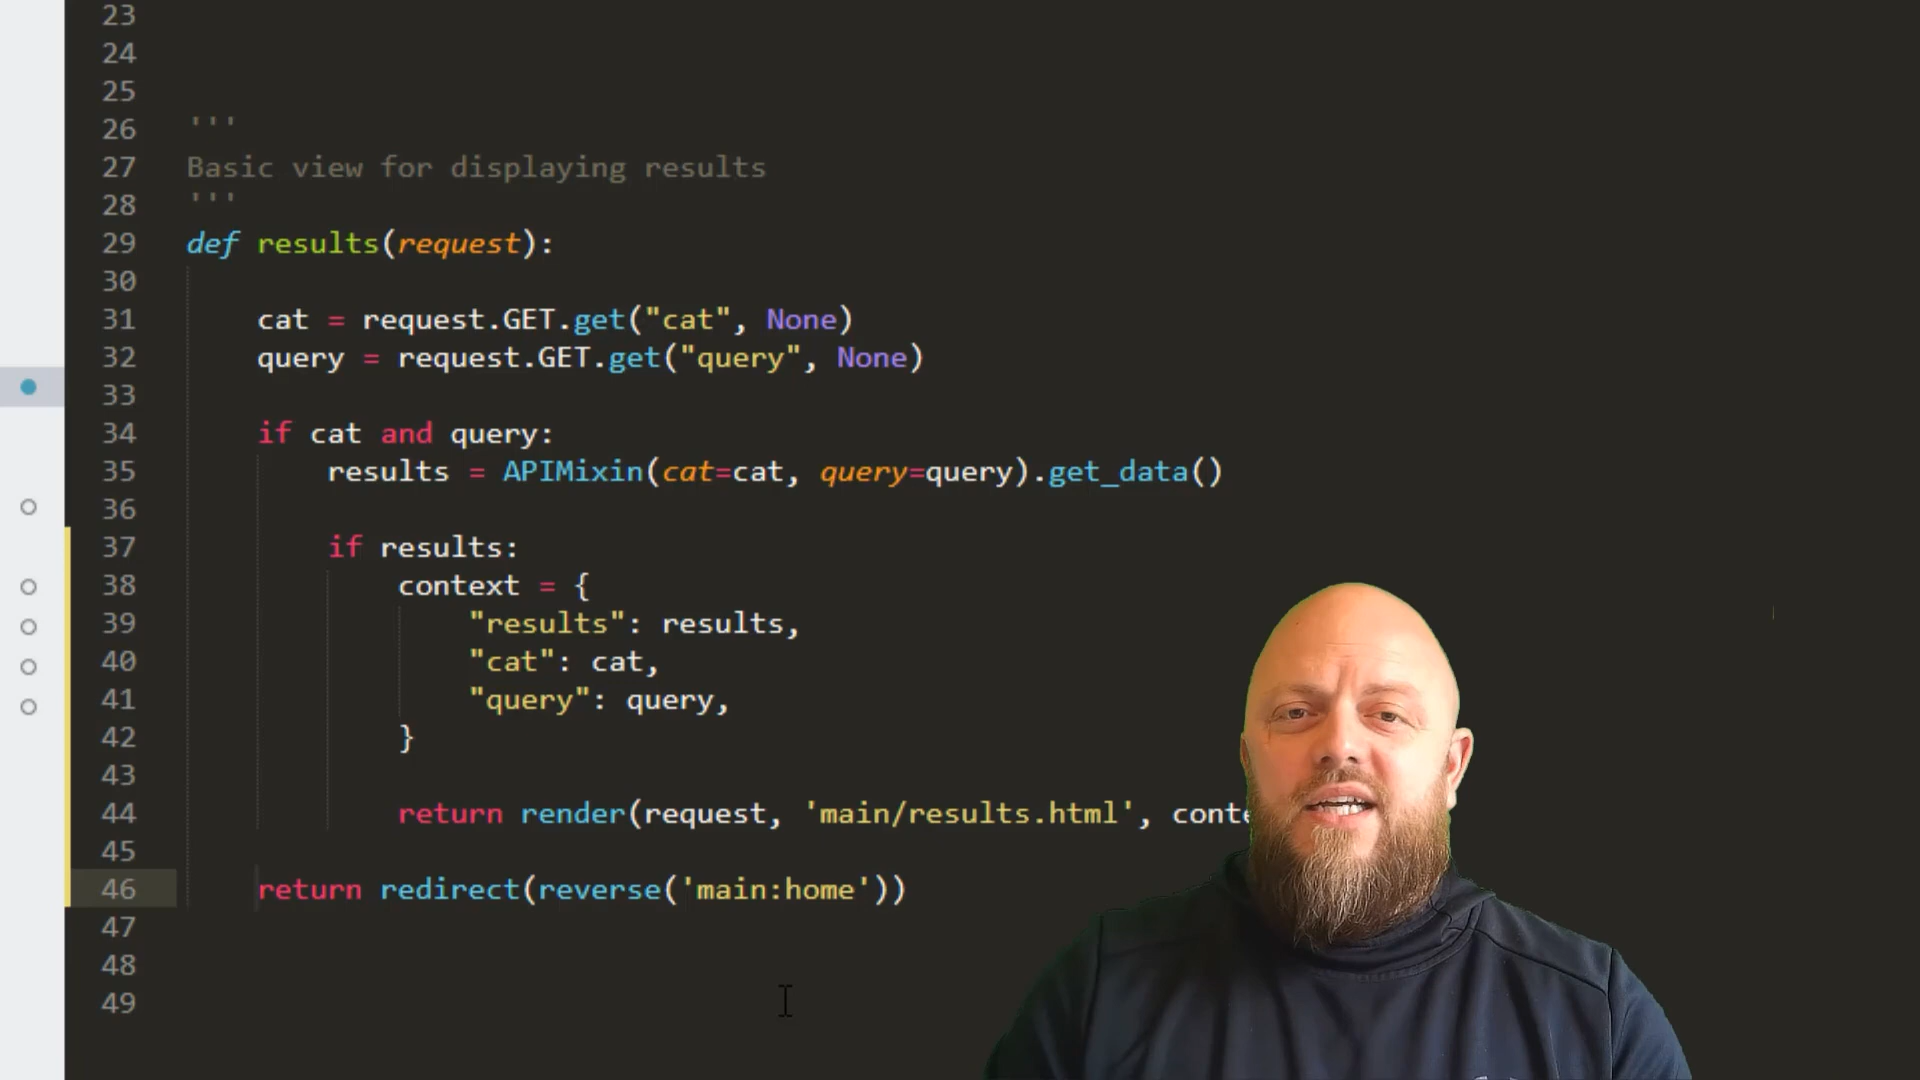 23
24
25
26 '''
27 Basic view for displaying results
28 '''
29 def results(request):
30
31 cat = request.GET.get("cat", None)
32 query = request.GET.get("query", None)
33
34 if cat and query:
35 results = APIMixin(cat=cat, query=query).get_data()
36
37 if results:
38 context = {
39 "results": results,
40 "cat": cat,
41 "query": query,
42 }
43
44 return render(request, 'main/results.html', conte
45
46 return redirect(reverse('main:home'))
47
48
49